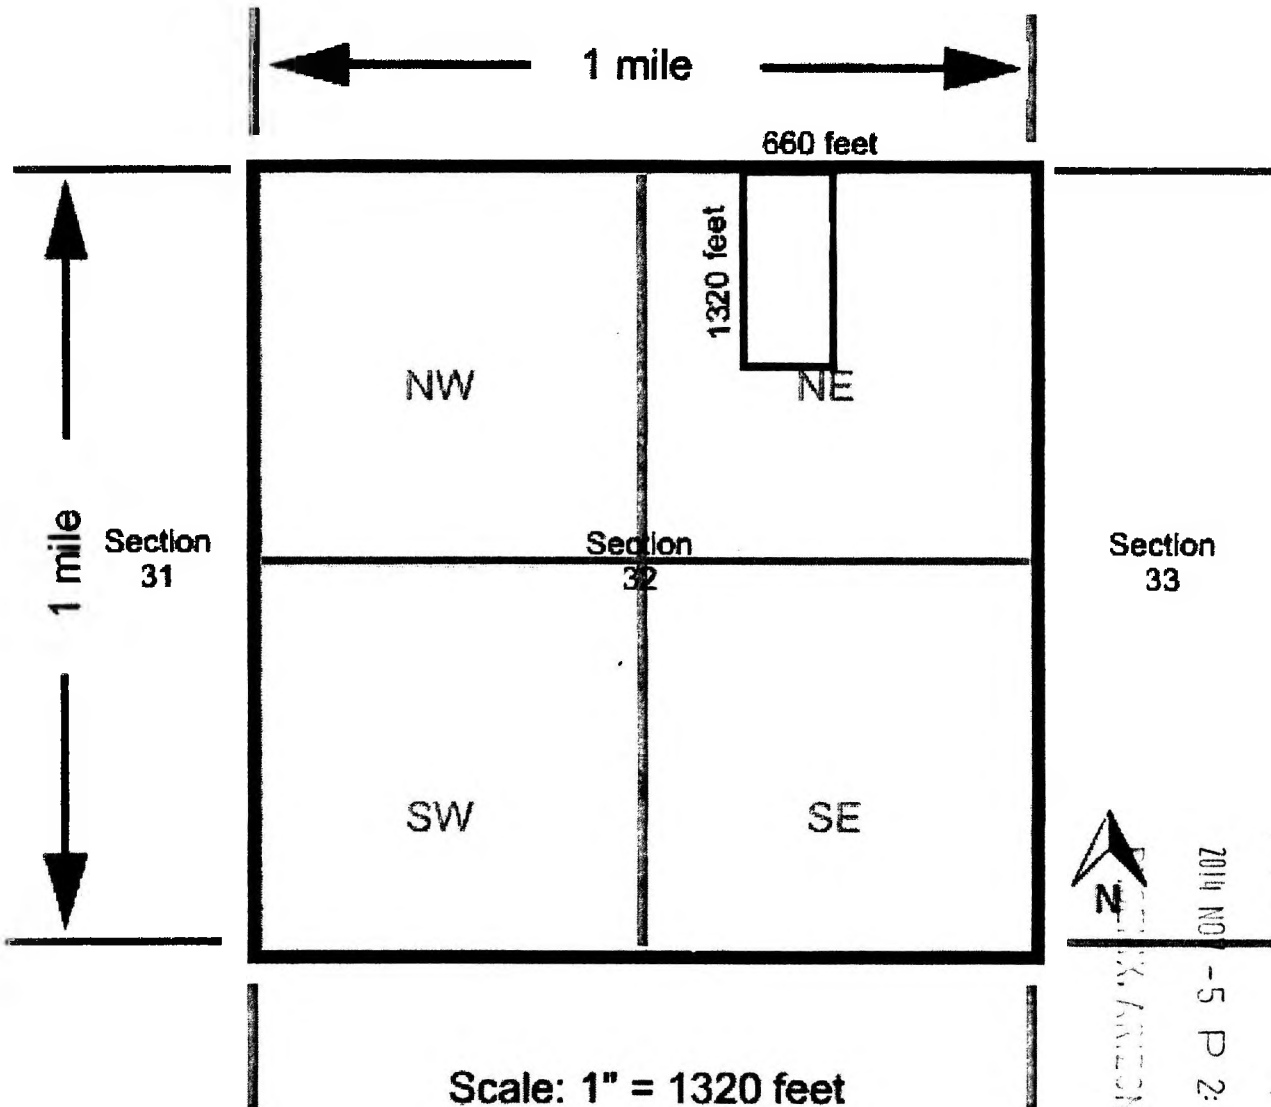 1 mile
660 feet
1320 feet
NW
NE
1 mile
Section
31
Section
32
Section
33
SW
SE
N
2014 NOV -5 P 2:
Scale: 1" = 1320 feet